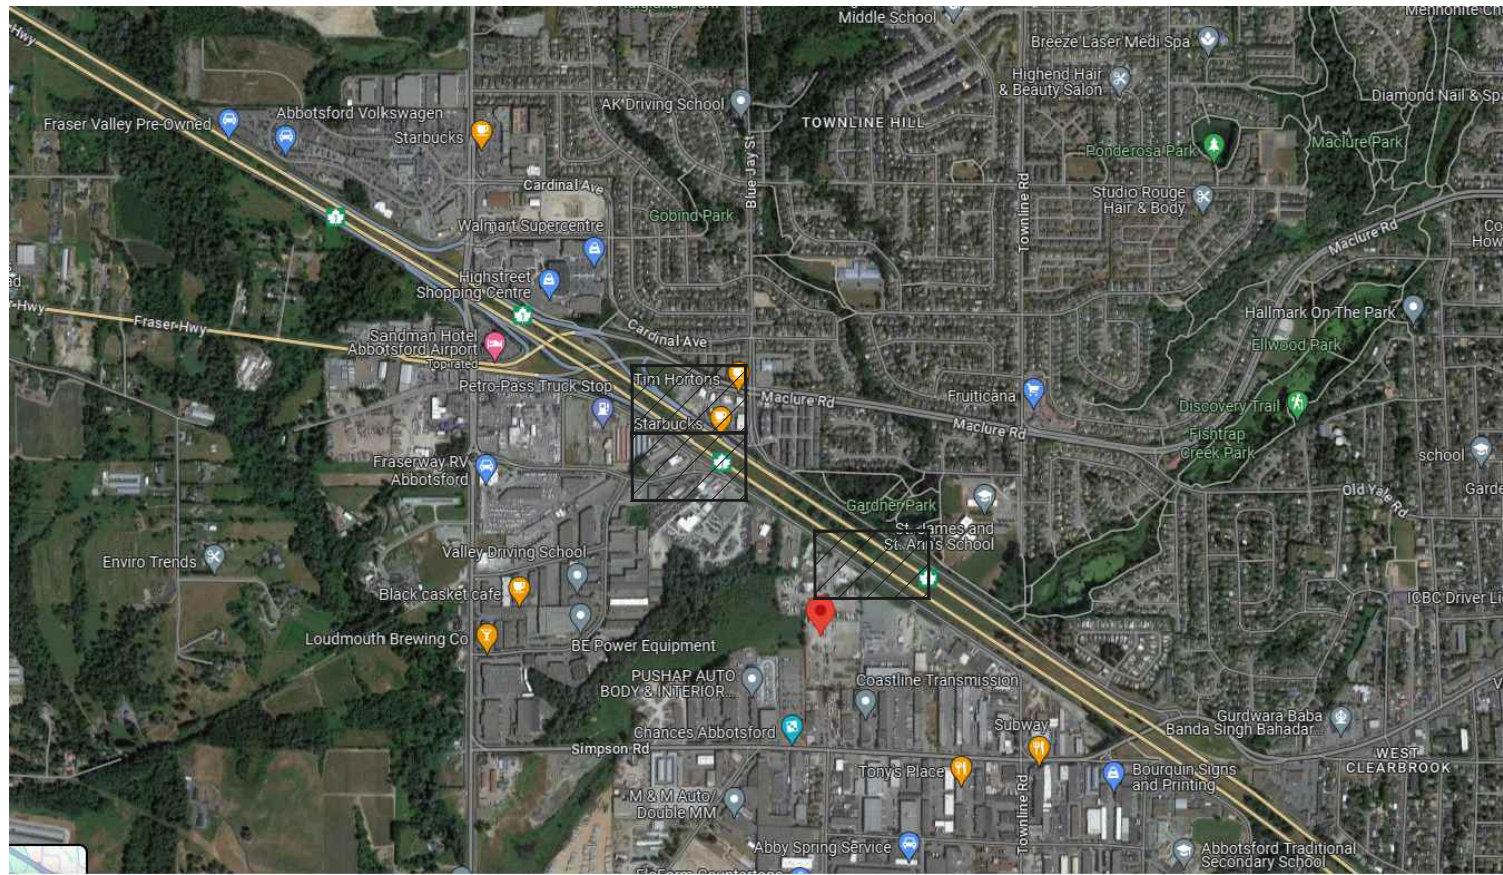 Middle School
Mennonite
Breeze Laser Medi Spa
Highend Hair
& Beauty Salon
Diamond Nail & Spa
AK Driving School
TOWNLINE HILL
Abbotsford Volkswagen
Fraser Valley Pre-Owned
Starbucks
Maclure Park
Ponderosa Park
Blue Jay St
Cardinal Ave
Studio Rouge
Hair & Body
Gobind Park
Townline Rd
Walmart Supercentre
Maclure Rd
Co
How
Hwy
Highstreet
Shopping Centre
Hallmark On The Park
Fraser Hwy
Sandman Hotel
Abbotsford Airport
Top rated
Cardinal Ave
Ellwood Park
Petro-Pass Truck Stop
Tim Hortons
Maclure Rd
Fruiticana
Discovery Trail
Starbucks
Maclure Rd
Fishtrap
Creek Park
school
Fraserway RV
Abbotsford
Old Yale Rd
Garde
Gardner Park
St. James and
St. Ann's School
Enviro Trends
Valley Driving School
Black casket cafe
ICBC Driver Li
Loudmouth Brewing Co
BE Power Equipment
PUSHAP AUTO
BODY & INTERIOR...
Coastline Transmission
Chances Abbotsford
Subway
Gurdwara Baba
Banda Singh Bahadar...
Simpson Rd
WEST
CLEARBROOK
Tony's Place
Bourquin Signs
and Printing
M & M Auto/
Double MM
Townline Rd
Abby Spring Service
Abbotsford Traditional
Secondary School